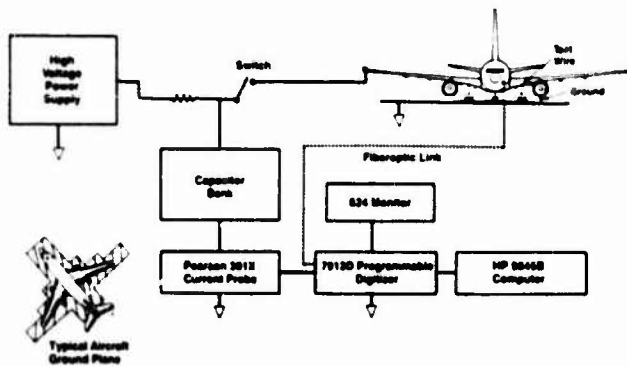 High
Voltage
Power
Supply
Switch
Test
Wire
Ground
Fiberoptic Link
Capacitor
Bank
634 Monitor
Pearson 301X
Current Probe
7912D Programmable
Digitizer
HP 9845B
Computer
Typical Aircraft
Ground Plane